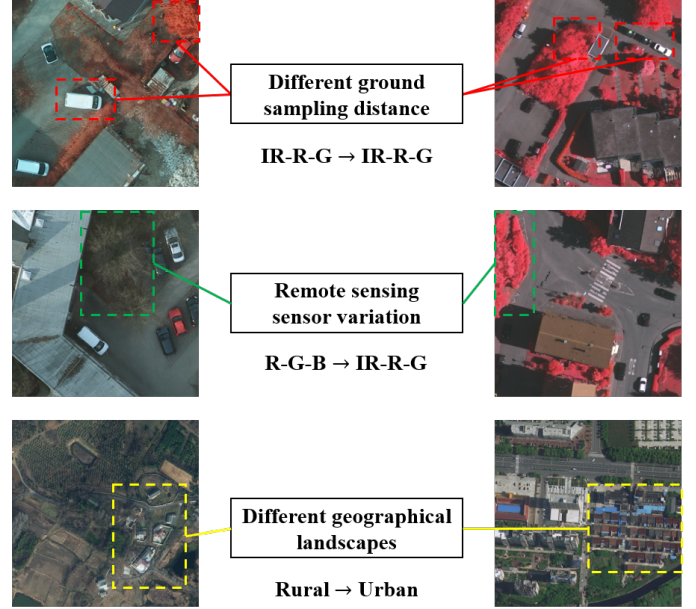 Different ground
sampling distance
IR-R-G → IR-R-G
Remote sensing
sensor variation
R-G-B → IR-R-G
Different geographical
landscapes
Rural → Urban